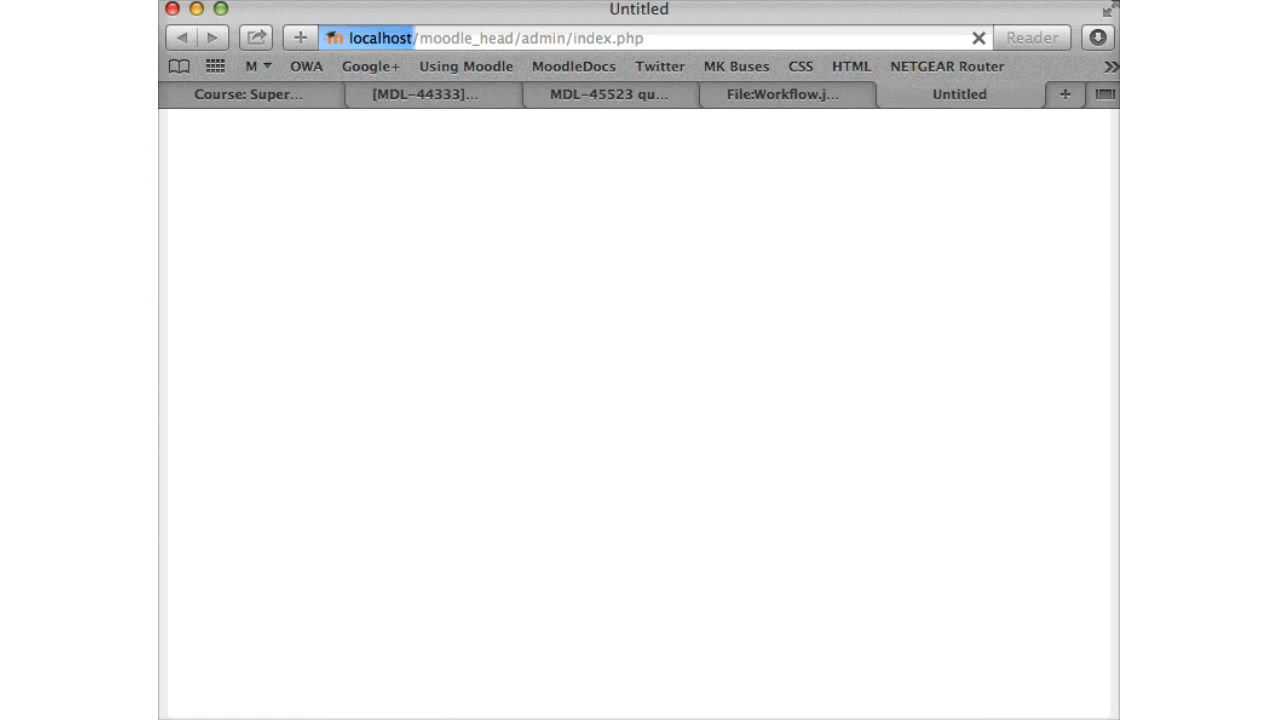 Untitled
localhost/moodle_head/admin/index.php Reader
M OWA Google+ Using Moodle MoodleDocs Twitter MK Buses CSS HTML NETGEAR Router
Course: Super... [MDL-44333]... MDL-45523 qu... File:Workflow.j... Untitled